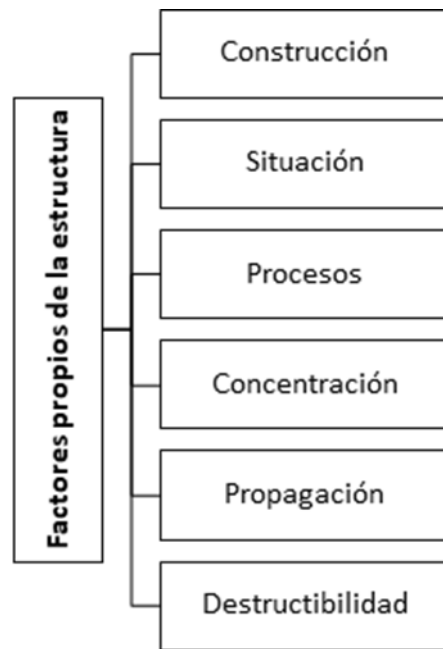 Factores propios de la estructura
Construcción
Situación
Procesos
Concentración
Propagación
Destructibilidad